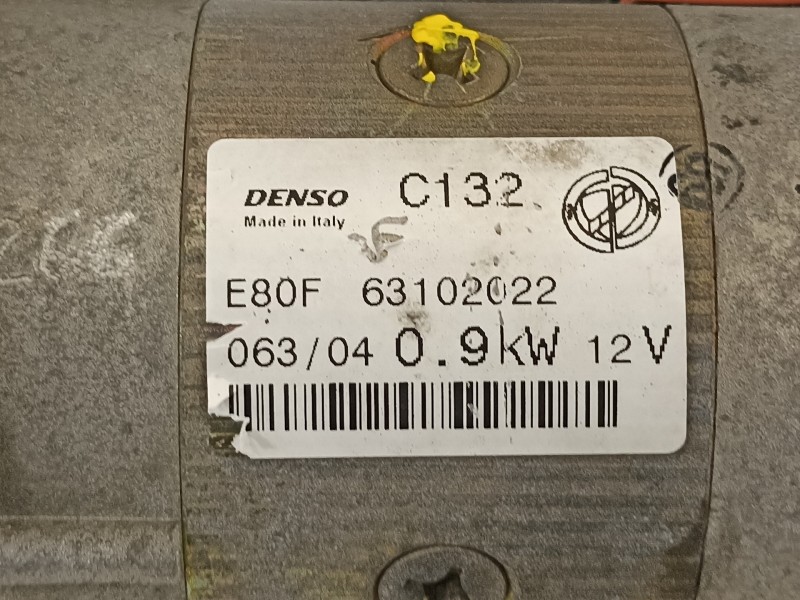 DENSO
C132
Made in Italy
E80F 63102022
063/04 0.9kW 12V